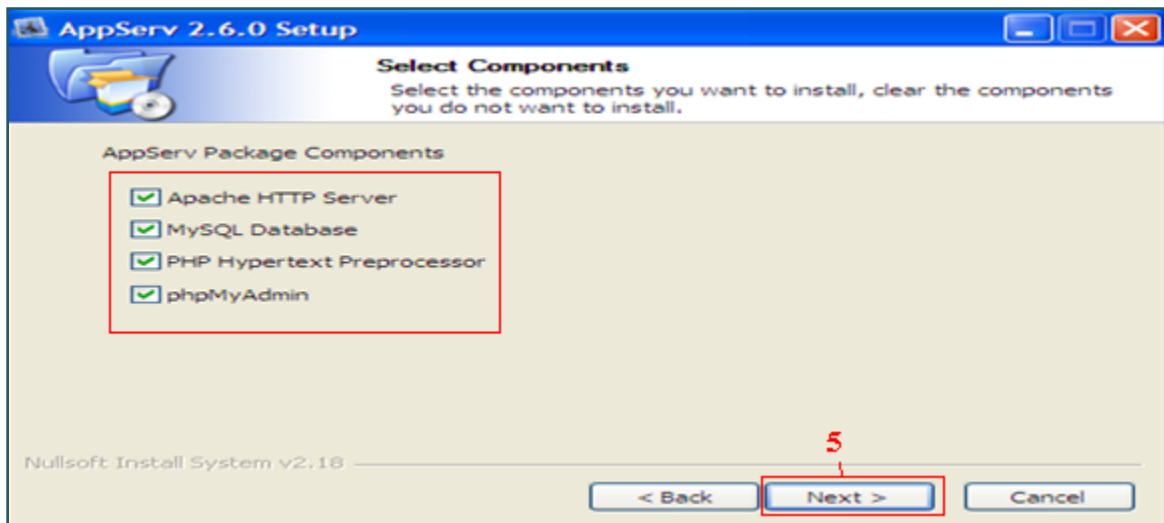 AppServ 2.6.0 Setup
Select Components
Select the components you want to install, clear the components
you do not want to install.
AppServ Package Components
Apache HTTP Server
MySQL Database
PHP Hypertext Preprocessor
phpMyAdmin
5
Nullsoft Install System v2.18
< Back
Next >
Cancel